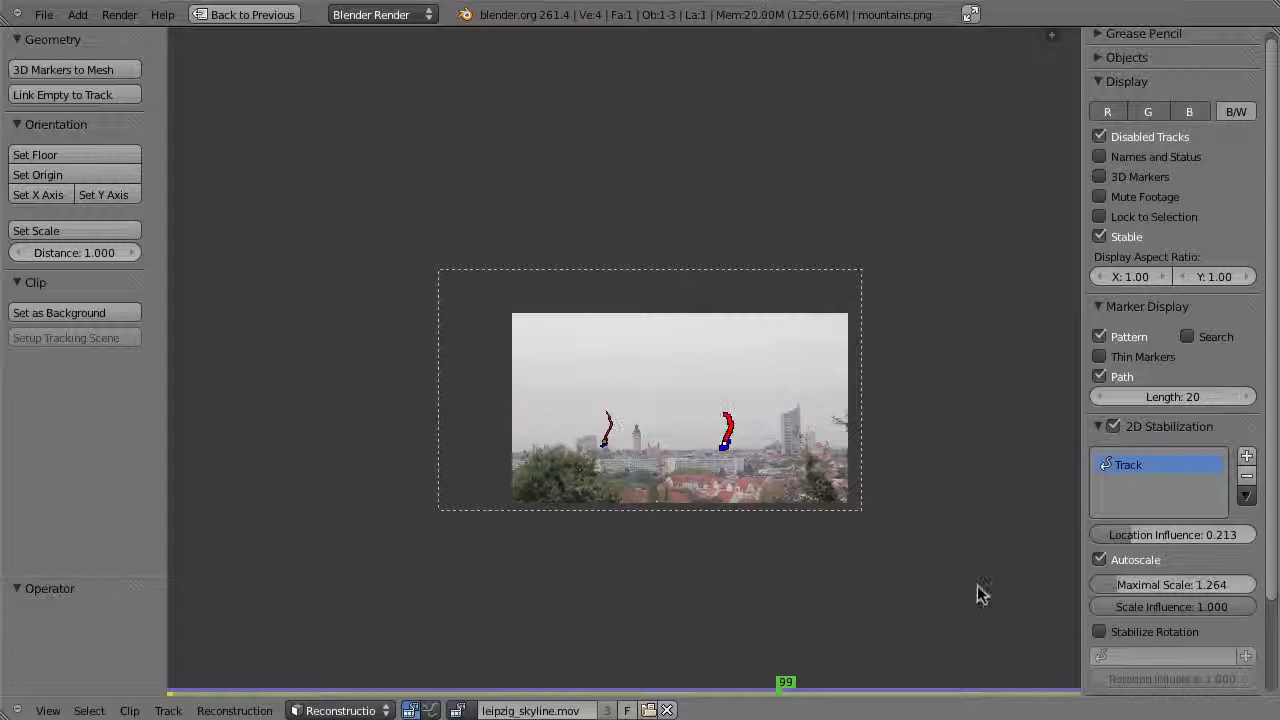 File Add Render Help Back to Previous Blender Render blender.org 261.4 | Ve:4 | Fa:1 | Ob:1-3 | La:1 | Mem:20.00M (1250.66M) | mountains.png
Geometry
3D Markers to Mesh
Link Empty to Track
Orientation
Set Floor
Set Origin
Set X Axis Set Y Axis
Set Scale
Distance: 1.000
Clip
Set as Background
Setup Tracking Scene
Operator
Grease Pencil
Objects
Display
R G B B/W
Disabled Tracks
Names and Status
3D Markers
Mute Footage
Lock to Selection
Stable
Display Aspect Ratio:
X: 1.00 Y: 1.00
Marker Display
Pattern Search
Thin Markers
Path
Length: 20
2D Stabilization
Track
Location Influence: 0.213
Autoscale
Maximal Scale: 1.264
Scale Influence: 1.000
Stabilize Rotation
99
View Select Clip Track Reconstruction Reconstructio leipzig_skyline.mov 3 F